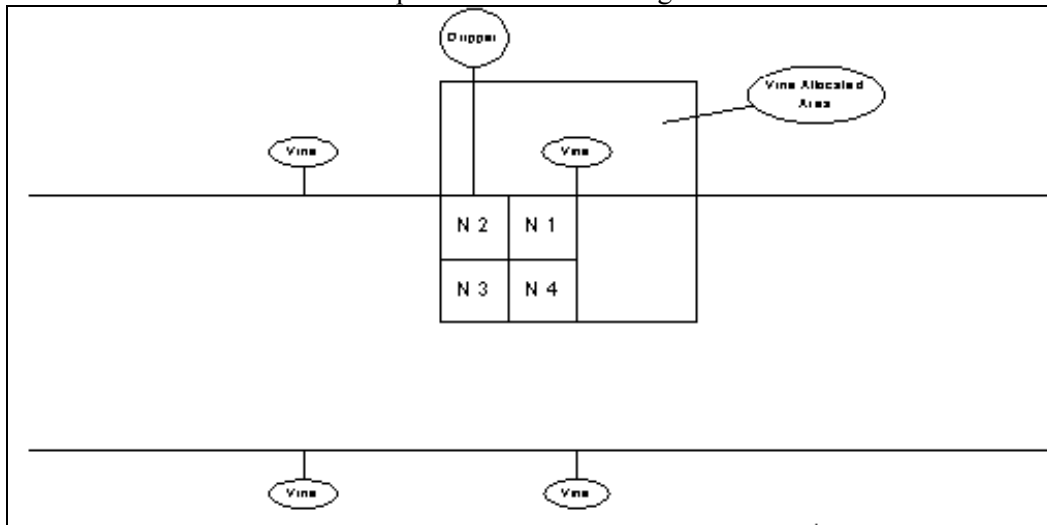 Dripper
Vine Allocated
Area
Vine
Vine
N 2
N 1
N 3
N 4
Vine
Vine